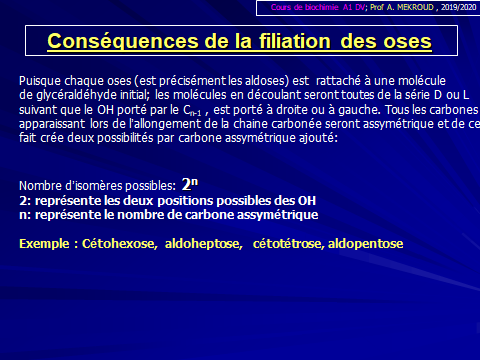 Cours de biochimie A1 DV; Prof A. MEKROUD , 2019/2020
Conséquences de la filiation des oses
Puisque chaque oses (est précisément les aldoses) est rattaché à une molécule
de glycéraldéhyde initial; les molécules en découlant seront toutes de la série D ou L
suivant que le OH porté par le Cn-1 , est porté à droite ou à gauche. Tous les carbones
apparaissant lors de l'allongement de la chaine carbonée seront assymétrique et de ce
fait crée deux possibilités par carbone assymétrique ajouté:
Nombre d'isomères possibles: 2n
2: représente les deux positions possibles des OH
n: représente le nombre de carbone assymétrique
Exemple : Cétohexose, aldoheptose, cétotétrose, aldopentose